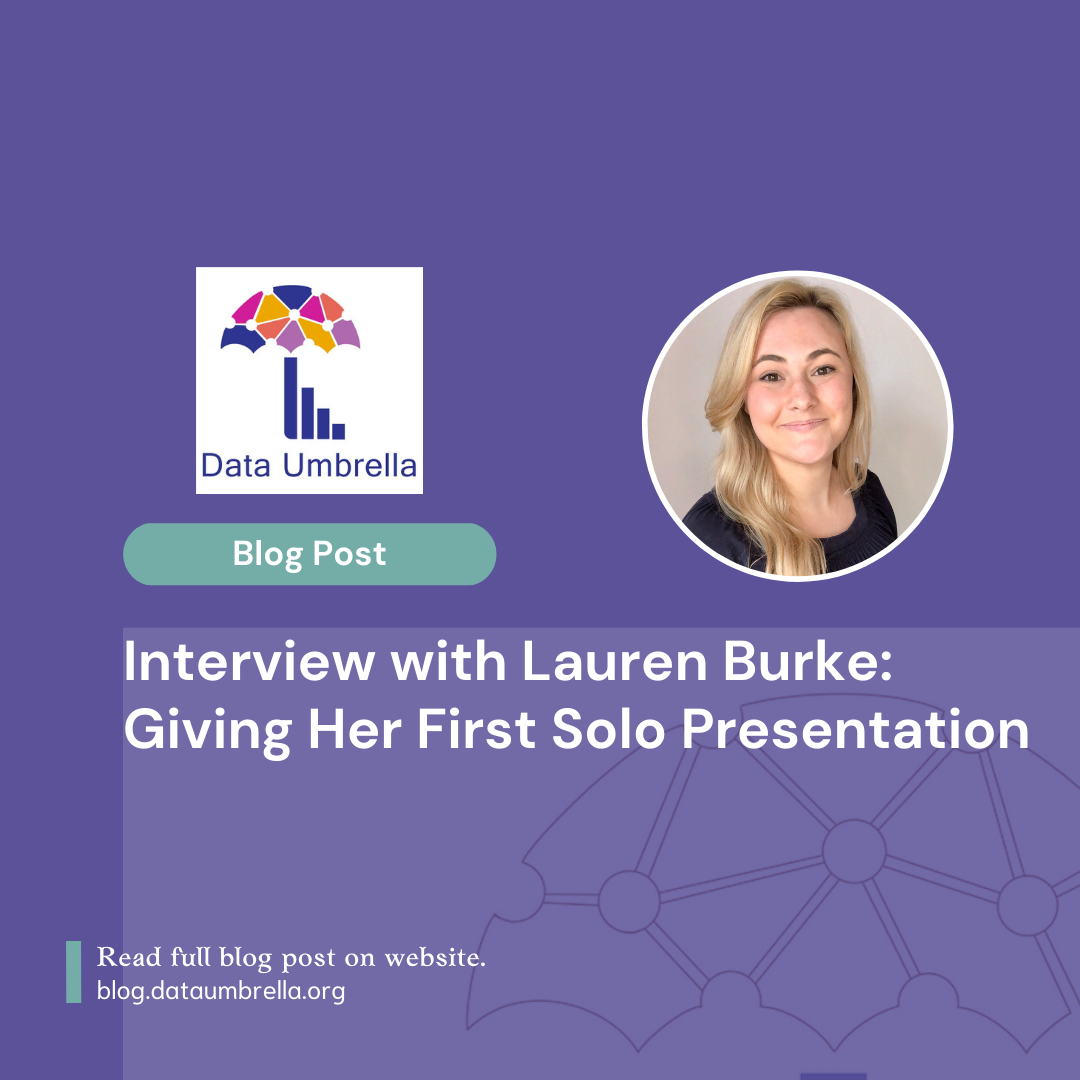 Data Umbrella
Blog Post
Interview with Lauren Burke:
Giving Her First Solo Presentation
Read full blog post on website.
blog.dataumbrella.org